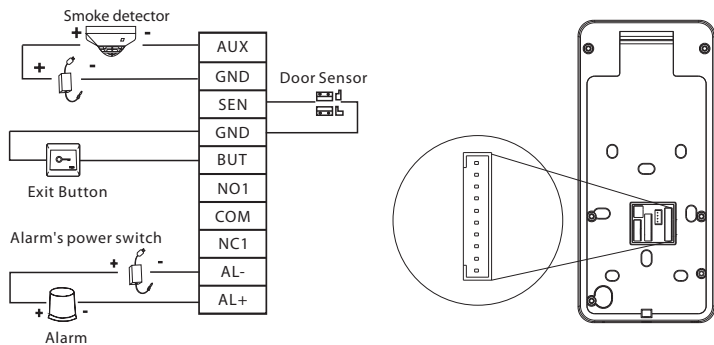 Smoke detector
+ -
AUX
+ -
GND
Door Sensor
SEN
GND
BUT
Exit Button
NO1
COM
Alarm's power switch
NC1
+ -
AL-
AL+
+ -
Alarm